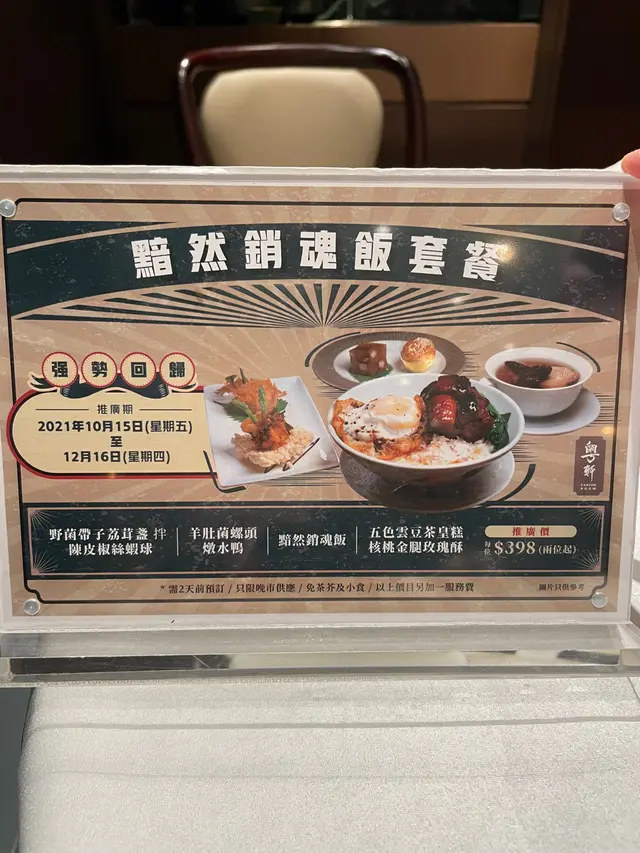 黯然銷魂飯套餐
强勢回歸
推廣期
2021年10月15日(星期五)
至
12月16日(星期四)
粵軒
CANTON
ROOM
野菌帶子荔茸盞 拌
陳皮椒絲蝦球
羊肚菌螺頭
燉水鴨
黯然銷魂飯
五色雲豆茶皇糕
核桃金腿玫瑰酥
推廣價
每位 $398 (兩位起)
* 需2天前預訂 / 只限晚市供應 / 免茶芥及小食 / 以上價目另加一服務費
圖片只供參考